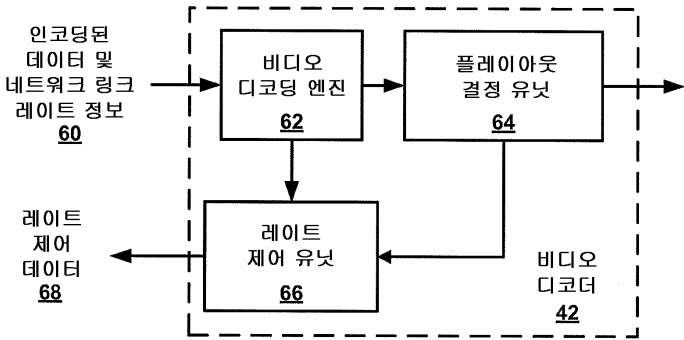 인코딩된
데이터 및
네트워크 링크
레이트 정보
60
비디오
디코딩 엔진
62
플레이아웃
결정 유닛
64
레이트
제어 유닛
66
레이트
제어
데이터
68
비디오
디코더
42